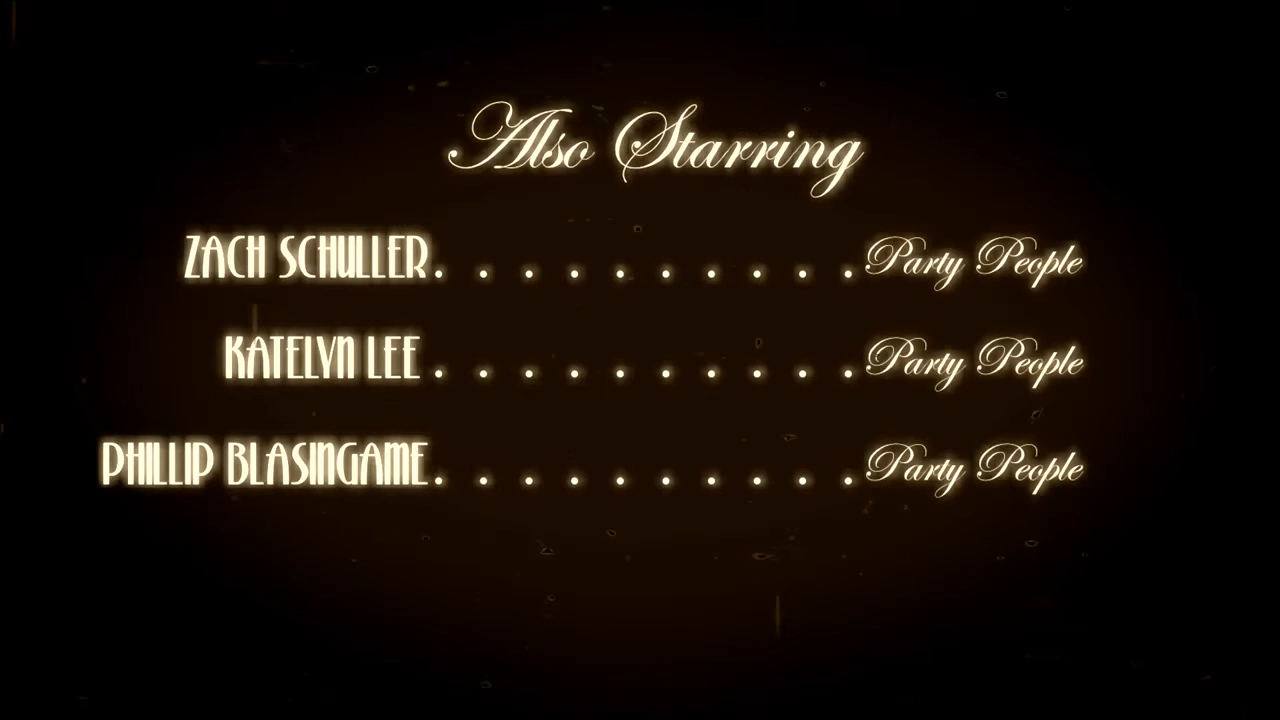 Also Starring
ZACH SCHULLER. . . . . . . . . .Party People
KATELYN LEE . . . . . . . . . .Party People
PHILLIP BLASINGAME. . . . . . . . . .Party People